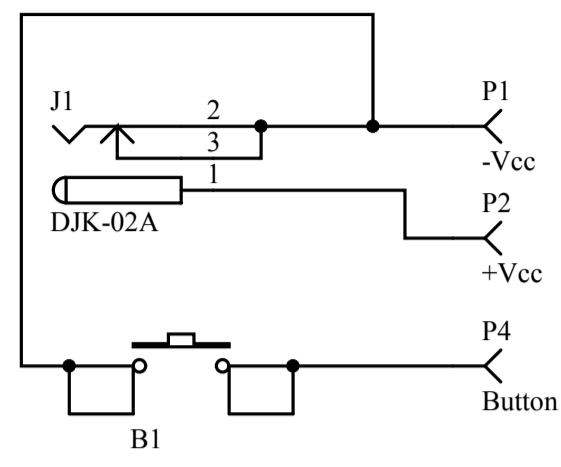 J1
2
P1
3
-Vcc
1
P2
DJK-02A
+Vcc
P4
Button
B1